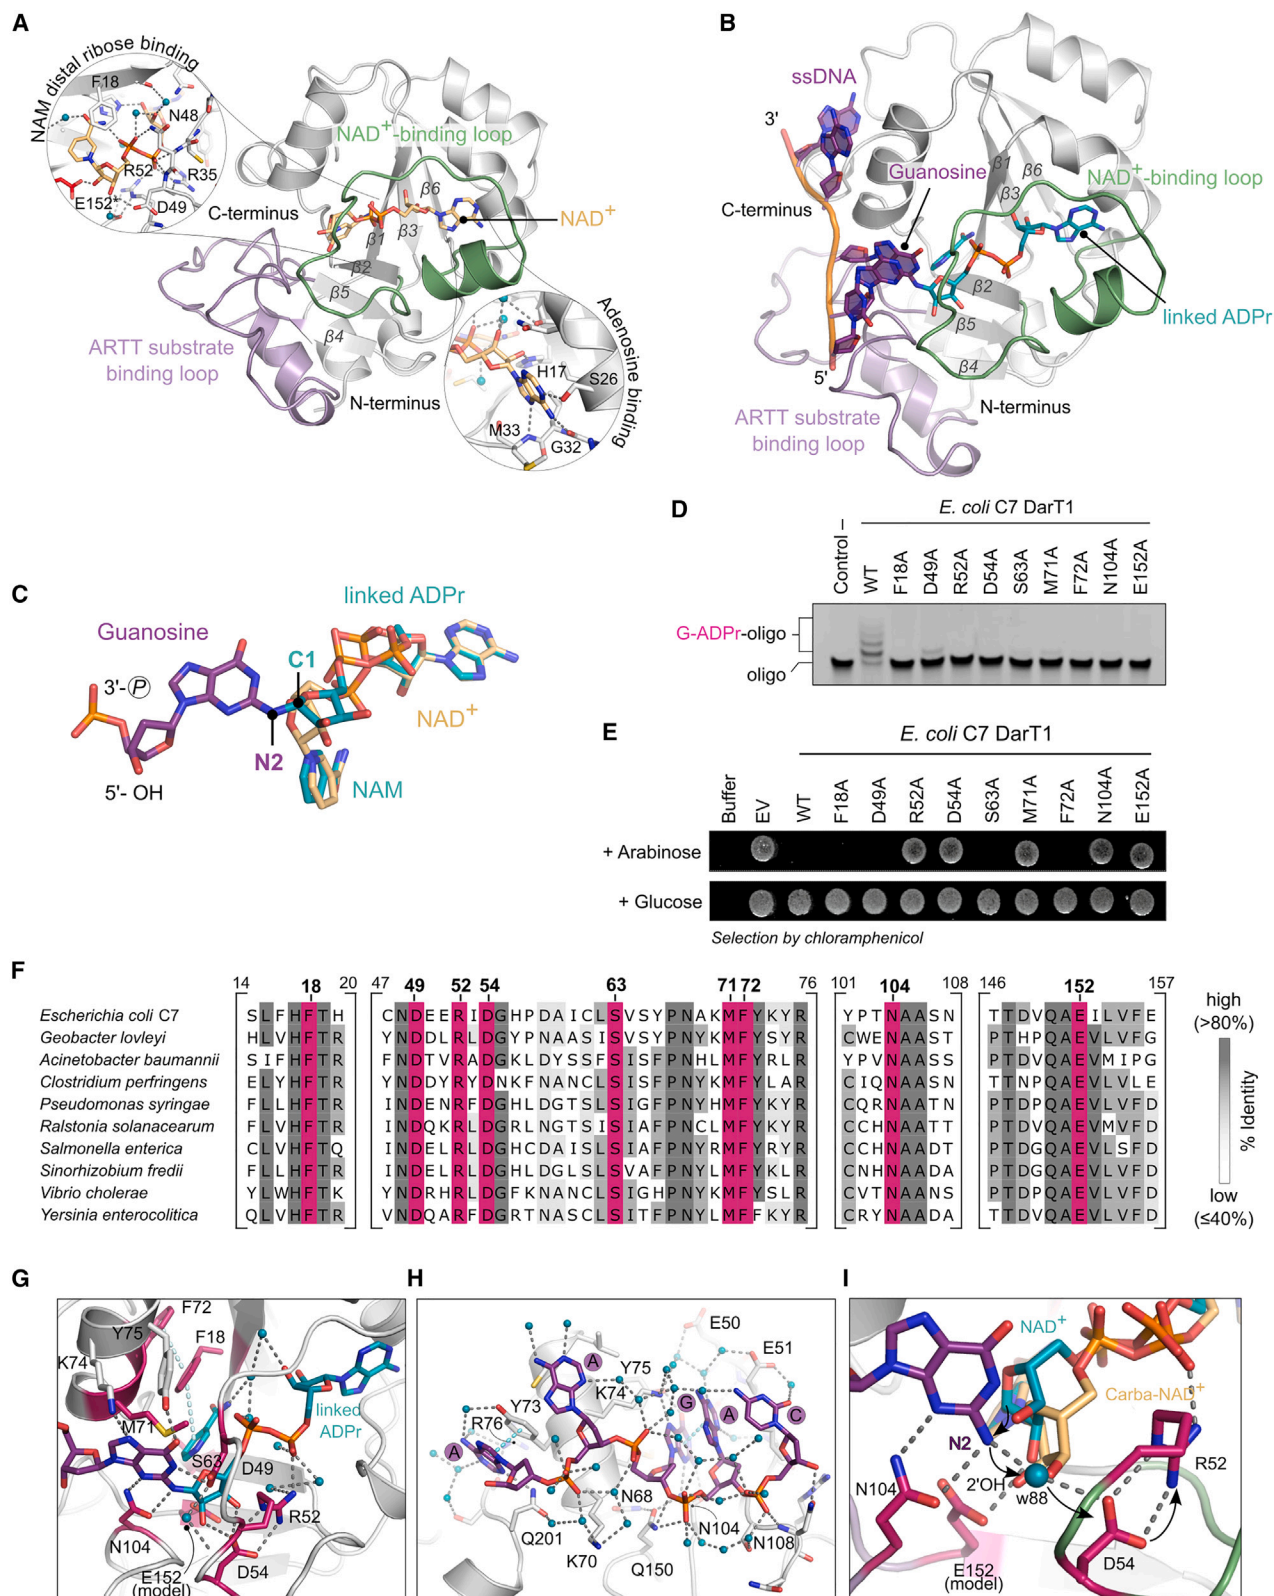 A
NAM distal ribose binding
F18
N48
R52
R35
E152*
D49
NAD+-binding loop
β6
C-terminus
NAD+
β1
β3
β2
β5
β4
ARTT substrate
binding loop
N-terminus
Adenosine binding
H17
S26
M33
G32
B
ssDNA
3'
Guanosine
β1
β6
β3
NAD+-binding loop
C-terminus
β2
β5
linked ADPr
β4
5'
N-terminus
ARTT substrate
binding loop
C
linked ADPr
Guanosine
C1
3'-P
NAD+
N2
NAM
5'- OH
D
E. coli C7 DarT1
Control –
WT
F18A
D49A
R52A
D54A
S63A
M71A
F72A
N104A
E152A
G-ADPr-oligo
oligo
E
E. coli C7 DarT1
Buffer
EV
WT
F18A
D49A
R52A
D54A
S63A
M71A
F72A
N104A
E152A
+ Arabinose
+ Glucose
Selection by chloramphenicol
F
14 18 20 47 49 52 54 63 71 72 76 101 104 108 146 152 157
Escherichia coli C7 SLFHFTH CNDEERIDGHPDAICLSVSYPNAKMFYKYR YPTNAASN TTDVQAEILVFE
Geobacter lovleyi HLVHFTR YNDLRLDGYPNAASISVSYPNYKMFYSYR CWENAAST PTHPQAEVLVFG
Acinetobacter baumannii SIFHFTR FNDTVRADGKLDYSSFSISFPNHLMFYRLR YPVNAASS PTDVQAEVMIPG
Clostridium perfringens ELYHFTR YNDDYRYDNKFNANCLSISFPNYKMFYLAR CIQNAASN TTNPQAEVLVLE
Pseudomonas syringae FLLHFTR INDENRFDGHLDGTSLSIGFPNYKMFYKYR CQRNAATN PTDVQAEVLVFD
Ralstonia solanacearum FLVHFTR INDQKRLDGRLNGTSISIAFPNCLMFYKYR CCHNAATT PTDVQAEVMVFD
Salmonella enterica CLVHFTQ INDELRLDGHCDAISLSIAFPNYRMFYRYR CCKNAADT PTDGQAEVLSFD
Sinorhizobium fredii FLLHFTR INDELRLDGHLDGLSLSVAFPNYLMFYKLR CNHNAADA PTDGQAEVLVFD
Vibrio cholerae YLWHFTK YNDRHRLDGFKNANCLSIGHPNYKMFYSLR CVTNAANS PTDPQAEVLVFD
Yersinia enterocolitica QLVHFTR YNDQARFDGRTNASCLSITFPNYLMFFKYR CRYNAADA TTDVQAEVLVFD
high
(>80%)
% Identity
low
(≤40%)
G
F72
Y75
F18
K74
M71
linked
ADPr
S63
D49
R52
N104
E152
(model)
D54
H
E50
A
Y75
E51
K74
Y73
G
A
C
R76
A
N68
N104
N108
Q201
K70
Q150
I
NAD+
Carba-NAD+
N2
R52
N104
2'OH
w88
E152
(model)
D54